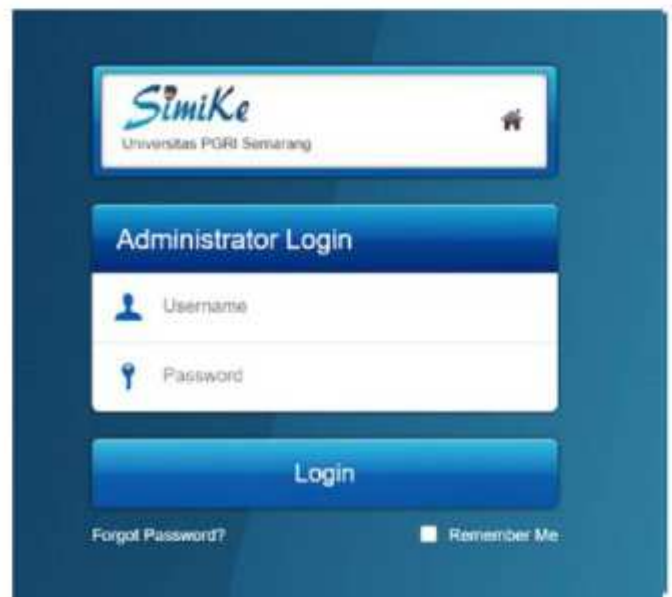 SimiKe
Universitas PGRI Semarang
Administrator Login
Username
Password
Login
Forgot Password?
Remember Me